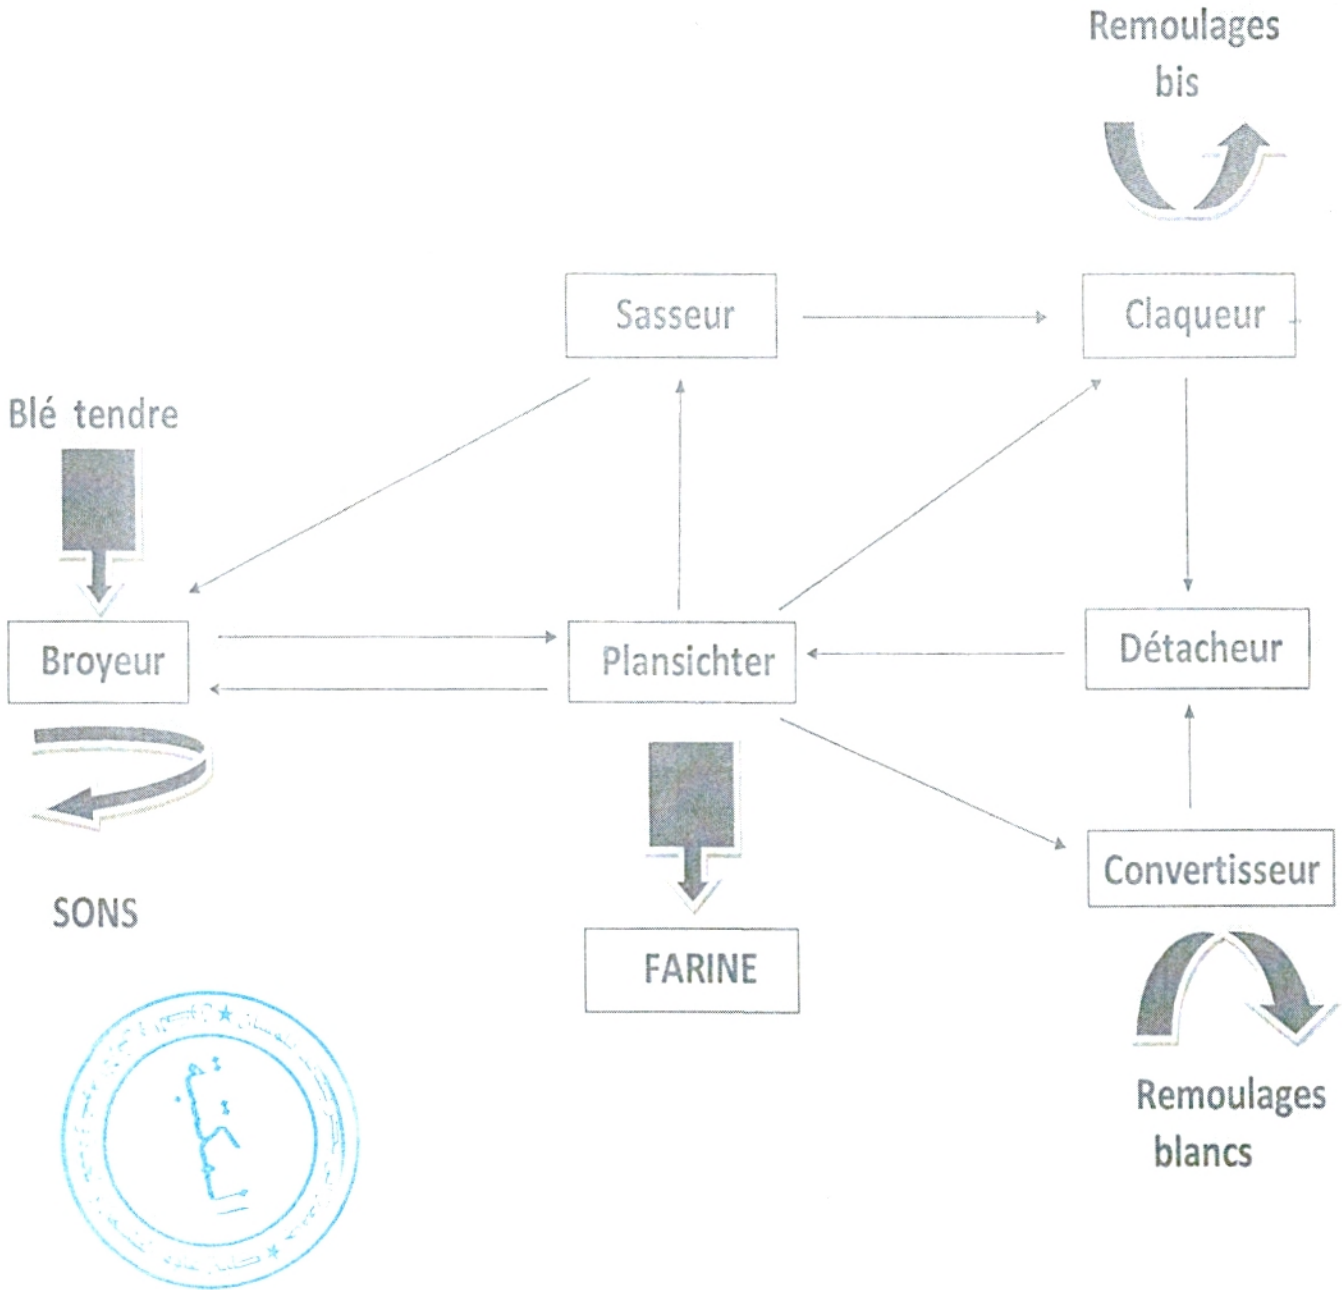 Remoulages
bis
Sasseur
Claqueur
Blé tendre
Broyeur
Plansichter
Détacheur
Convertisseur
SONS
FARINE
Remoulages
blancs